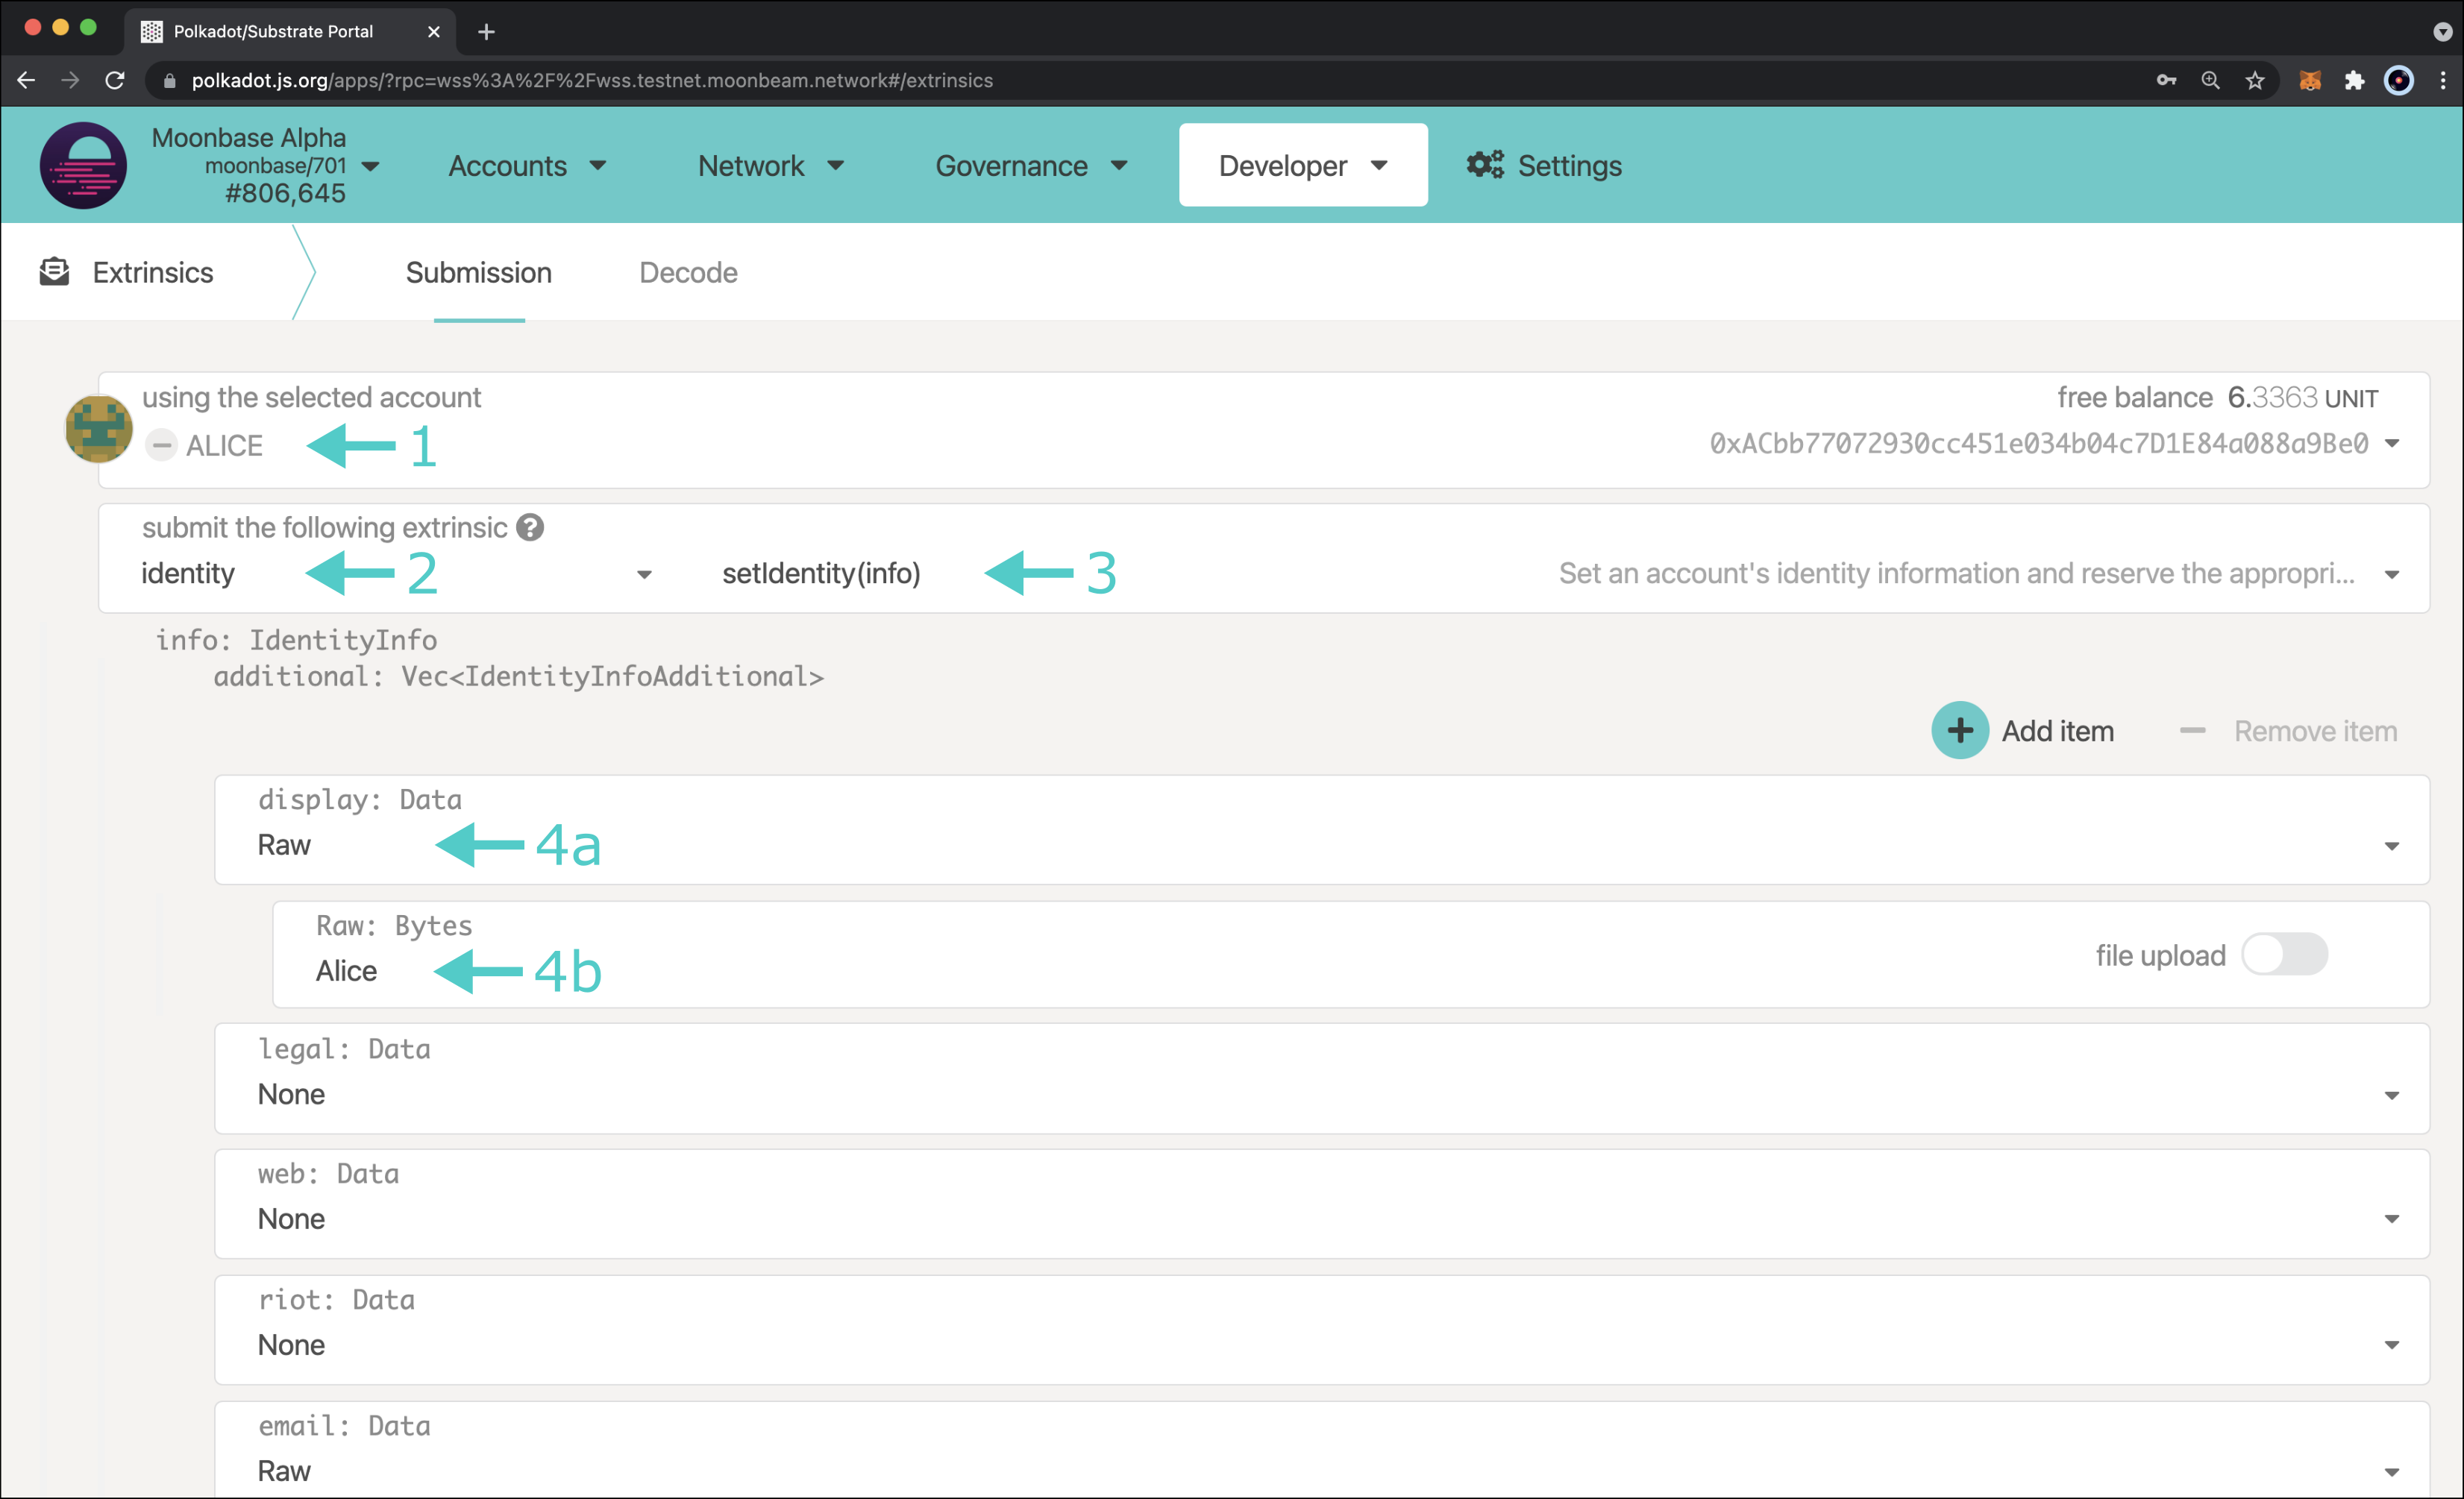 Polkadot/Substrate Portal
polkadot.js.org/apps/?rpc=wss%3A%2F%2Fwss.testnet.moonbeam.network#/extrinsics
Moonbase Alpha
moonbase/701
#806,645
Accounts
Network
Governance
Developer
Settings
Extrinsics
Submission
Decode
using the selected account
free balance 6.3363 UNIT
ALICE
1
0xACbb77072930cc451e034b04c7D1E84a088a9Be0
submit the following extrinsic ?
identity
2
setIdentity(info)
3
Set an account's identity information and reserve the appropri...
info: IdentityInfo
additional: Vec<IdentityInfoAdditional>
Add item
Remove item
display: Data
Raw
4a
Raw: Bytes
Alice
4b
file upload
legal: Data
None
web: Data
None
riot: Data
None
email: Data
Raw